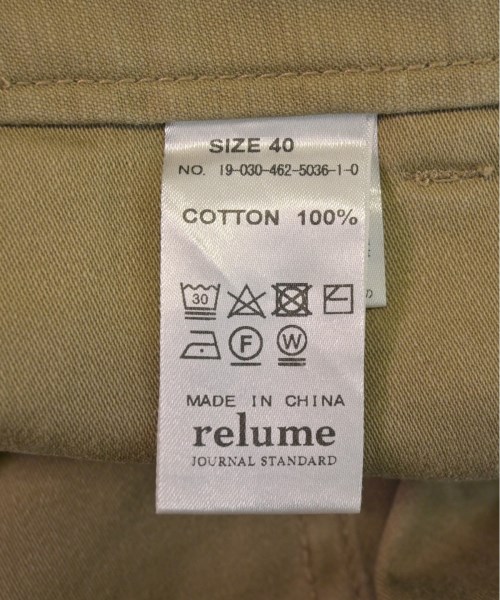 SIZE 40
NO. 19-030-462-5036-1-0
COTTON 100%
30
F W
MADE IN CHINA
relume
JOURNAL STANDARD